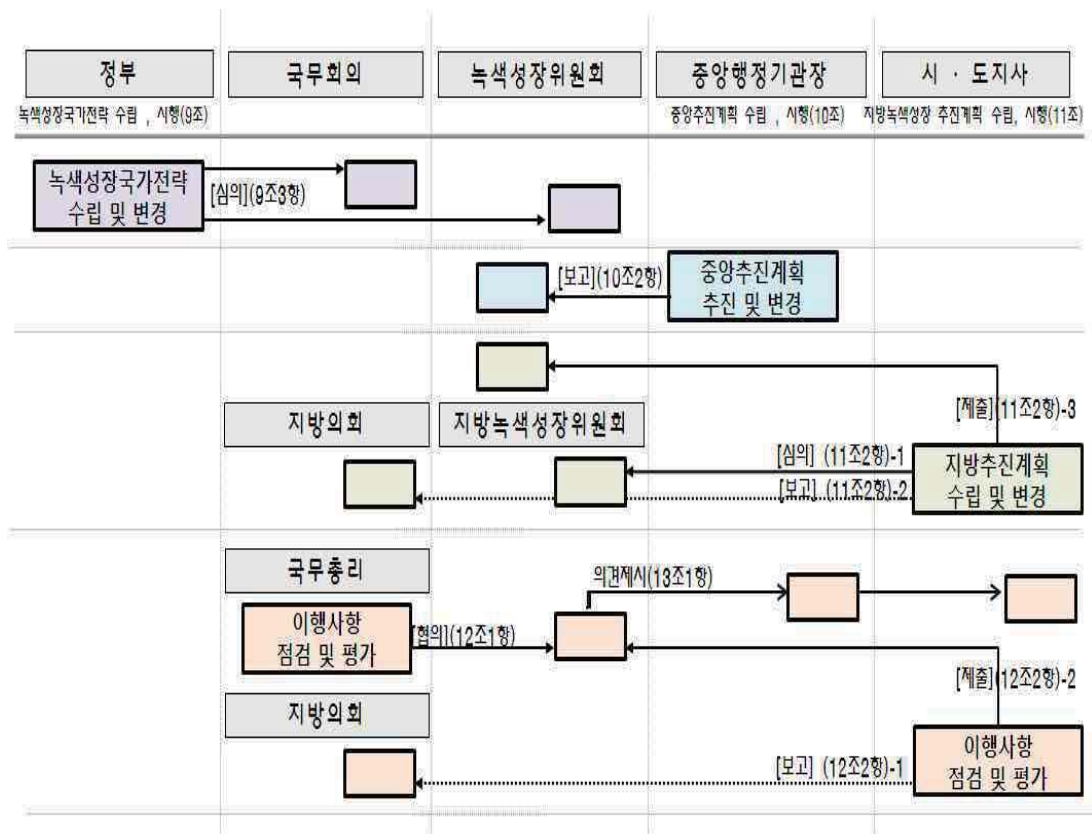 정부
국무회의
녹색성장위원회
중앙행정기관장
시 · 도지사
녹색성장국가전략 수립 , 시행(9조)
중앙추진계획 수립 , 시행(10조)
지방녹색성장 추진계획 수립, 시행(11조)
녹색성장국가전략
수립 및 변경
[심의](9조3항)
[보고](10조2항)
중앙추진계획
추진 및 변경
[제출](11조2항)-3
지방의회
지방녹색성장위원회
[심의] (11조2항)-1
[보고] (11조2항)-2
지방추진계획
수립 및 변경
국무총리
의견제시(13조1항)
이행사항
점검 및 평가
[협의](12조1항)
[제출](12조2항)-2
지방의회
[보고] (12조2항)-1
이행사항
점검 및 평가